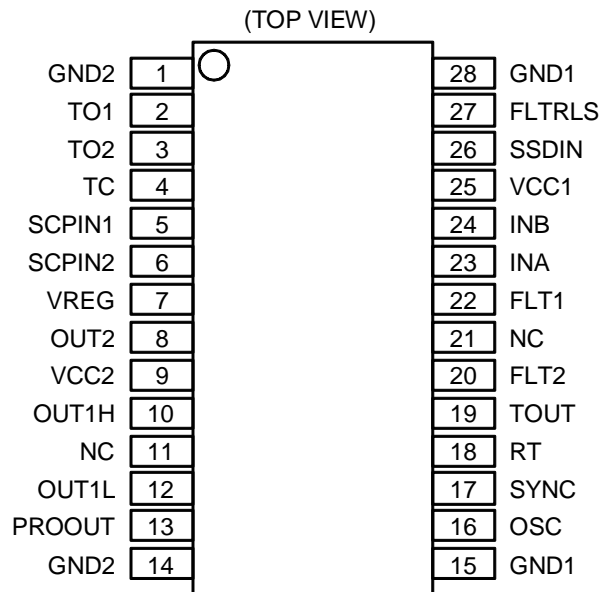 (TOP VIEW)
GND2 1 28 GND1
TO1 2 27 FLTRLS
TO2 3 26 SSDIN
TC 4 25 VCC1
SCPIN1 5 24 INB
SCPIN2 6 23 INA
VREG 7 22 FLT1
OUT2 8 21 NC
VCC2 9 20 FLT2
OUT1H 10 19 TOUT
NC 11 18 RT
OUT1L 12 17 SYNC
PROOUT 13 16 OSC
GND2 14 15 GND1